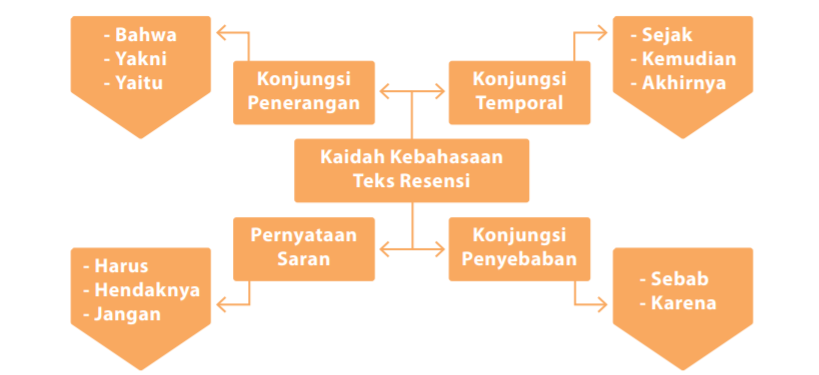 - Bahwa
- Yakni
- Yaitu
Konjungsi
Penerangan
Konjungsi
Temporal
- Sejak
- Kemudian
- Akhirnya
Kaidah Kebahasaan
Teks Resensi
Pernyataan
Saran
- Harus
- Hendaknya
- Jangan
Konjungsi
Penyebaban
- Sebab
- Karena